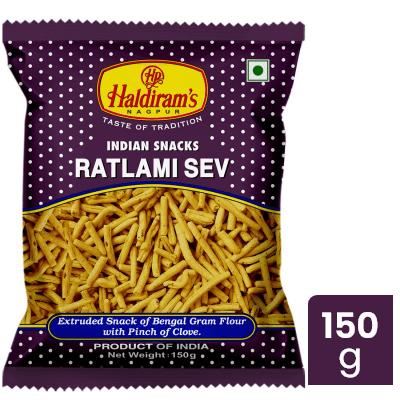 HP
Haldiram's
NAGPUR
TASTE OF TRADITION
INDIAN SNACKS
RATLAMI SEV
Extruded Snack of Bengal Gram Flour
with Pinch of Clove.
PRODUCT OF INDIA
Net Weight:150g
150
g